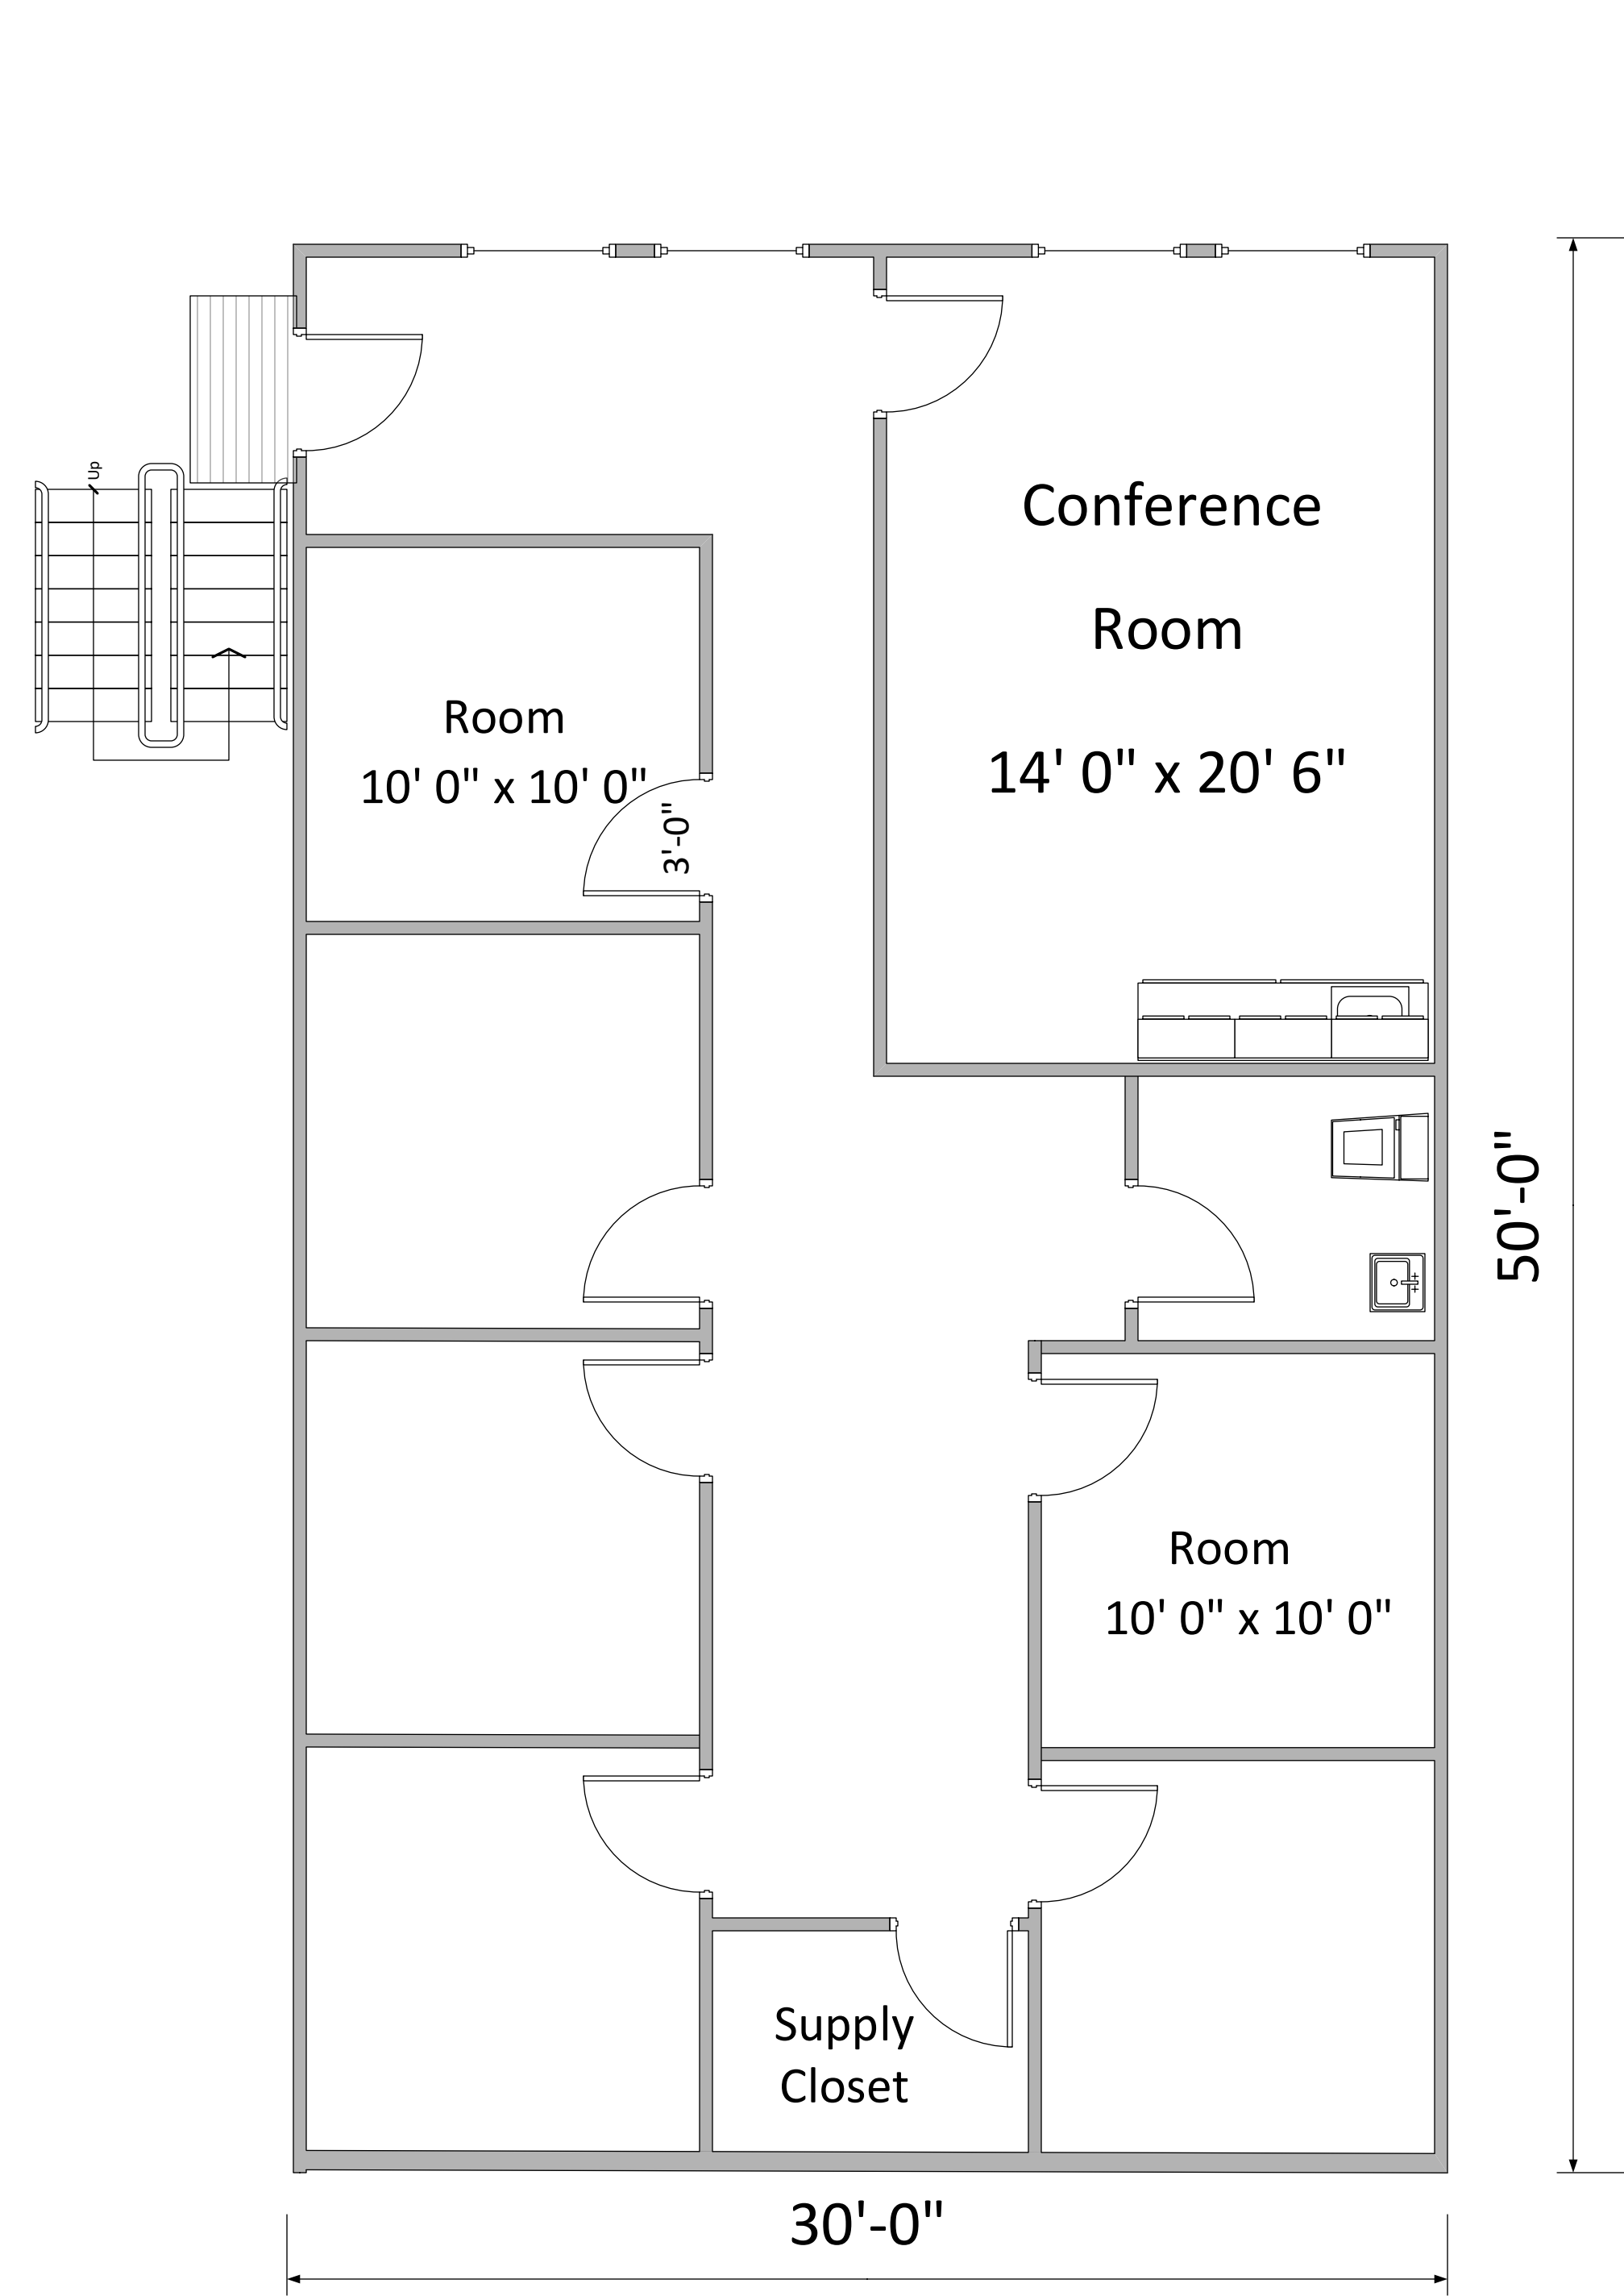 Up
Conference
Room
14' 0" x 20' 6"
Room
10' 0" x 10' 0"
3'-0"
50'-0"
Room
10' 0" x 10' 0"
Supply
Closet
30'-0"